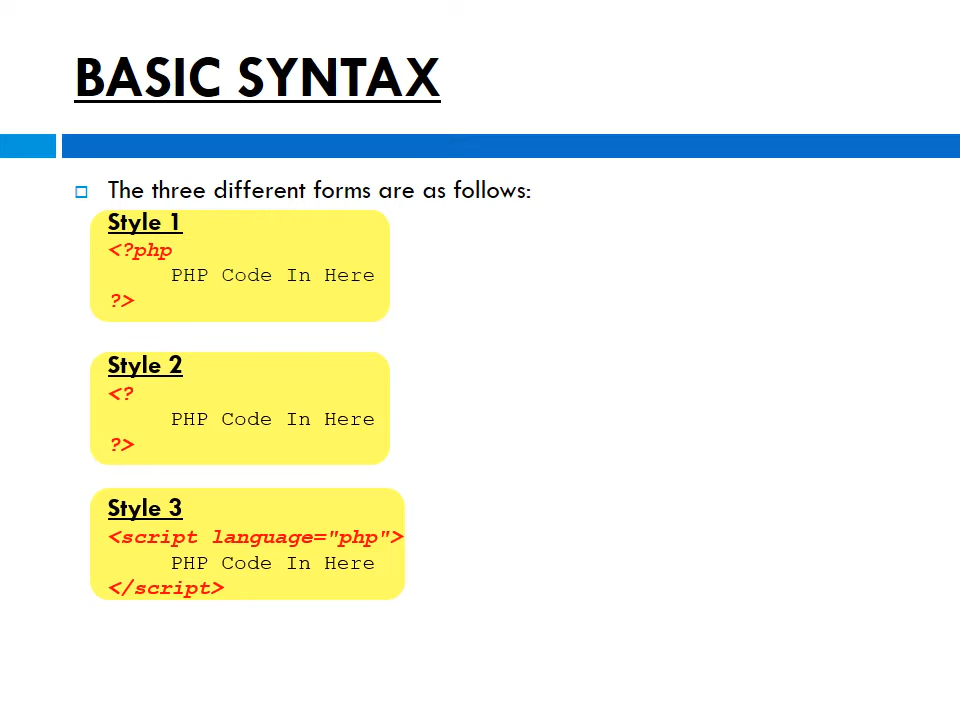 BASIC SYNTAX
The three different forms are as follows:
Style 1
<?php
PHP Code In Here
?>
Style 2
<?
PHP Code In Here
?>
Style 3
<script language="php">
PHP Code In Here
</script>